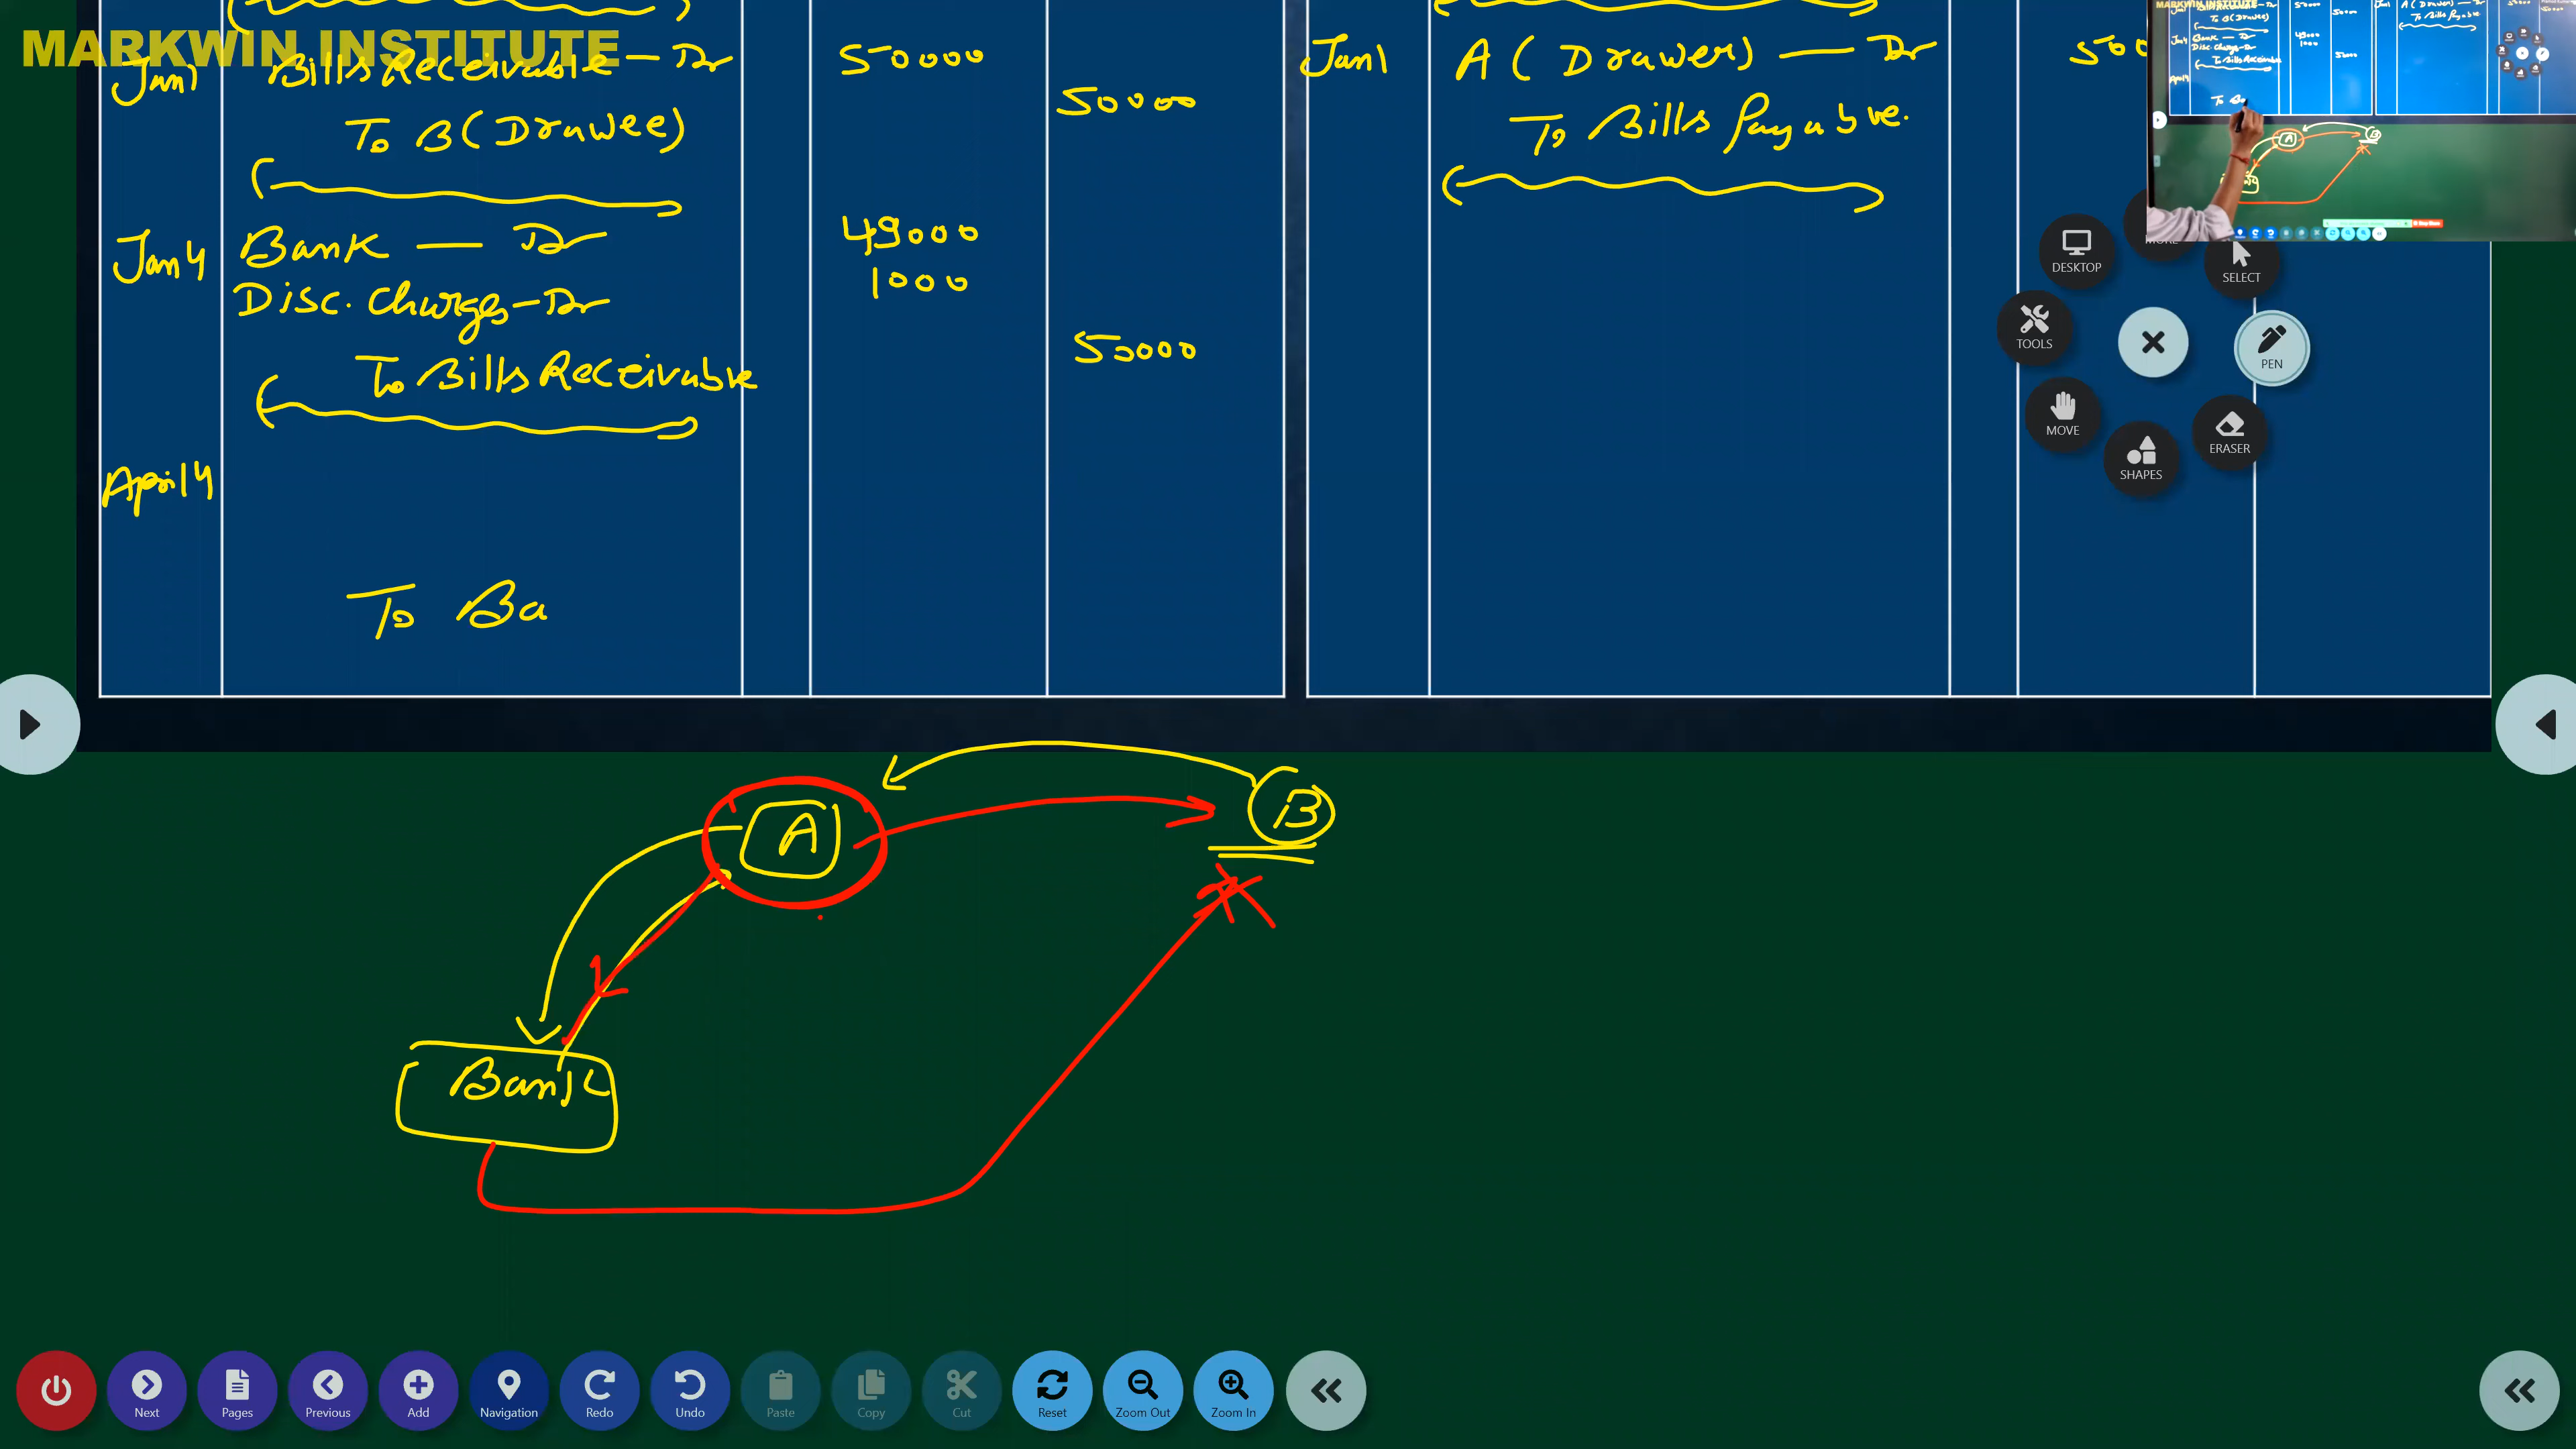 MARKWIN INSTITUTE
Jan 1 Bills Receivable — Dr 50000
To B (Drawee) 50000
Jan 4 Bank — Dr 49000
Disc. Charges — Dr 1000
To Bills Receivable 50000
April 4
To Ba
Jan 1 A (Drawer) — Dr 500
To Bills Payable.
DESKTOP
MORE
SELECT
TOOLS
PEN
MOVE
ERASER
SHAPES
A
B
Bank
Next
Pages
Previous
Add
Navigation
Redo
Undo
Paste
Copy
Cut
Reset
Zoom Out
Zoom In